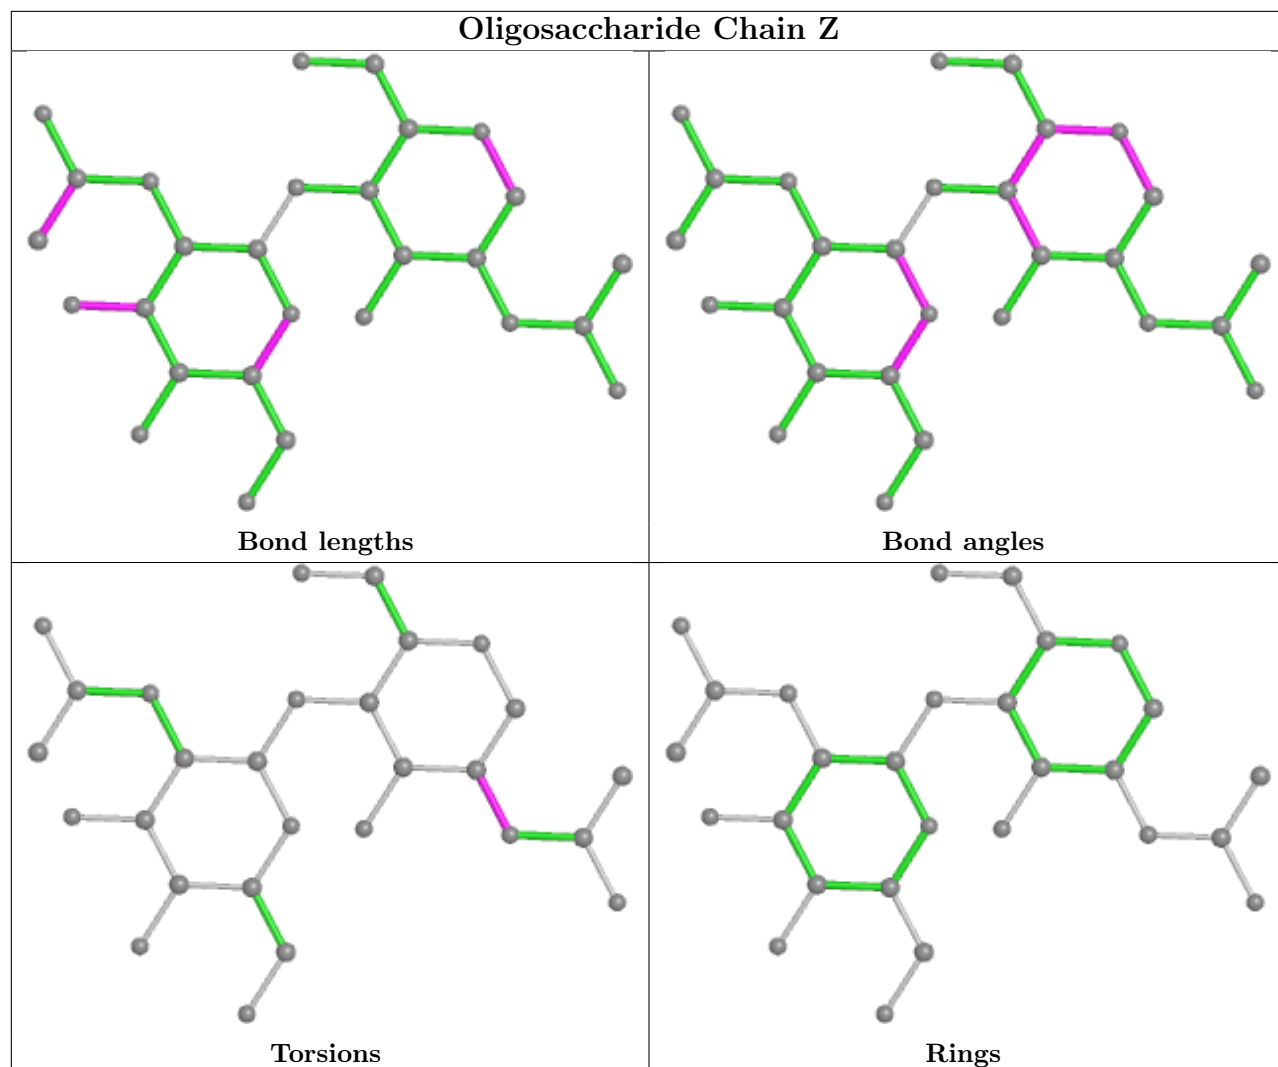 Oligosaccharide Chain Z
Bond lengths
Bond angles
Torsions
Rings